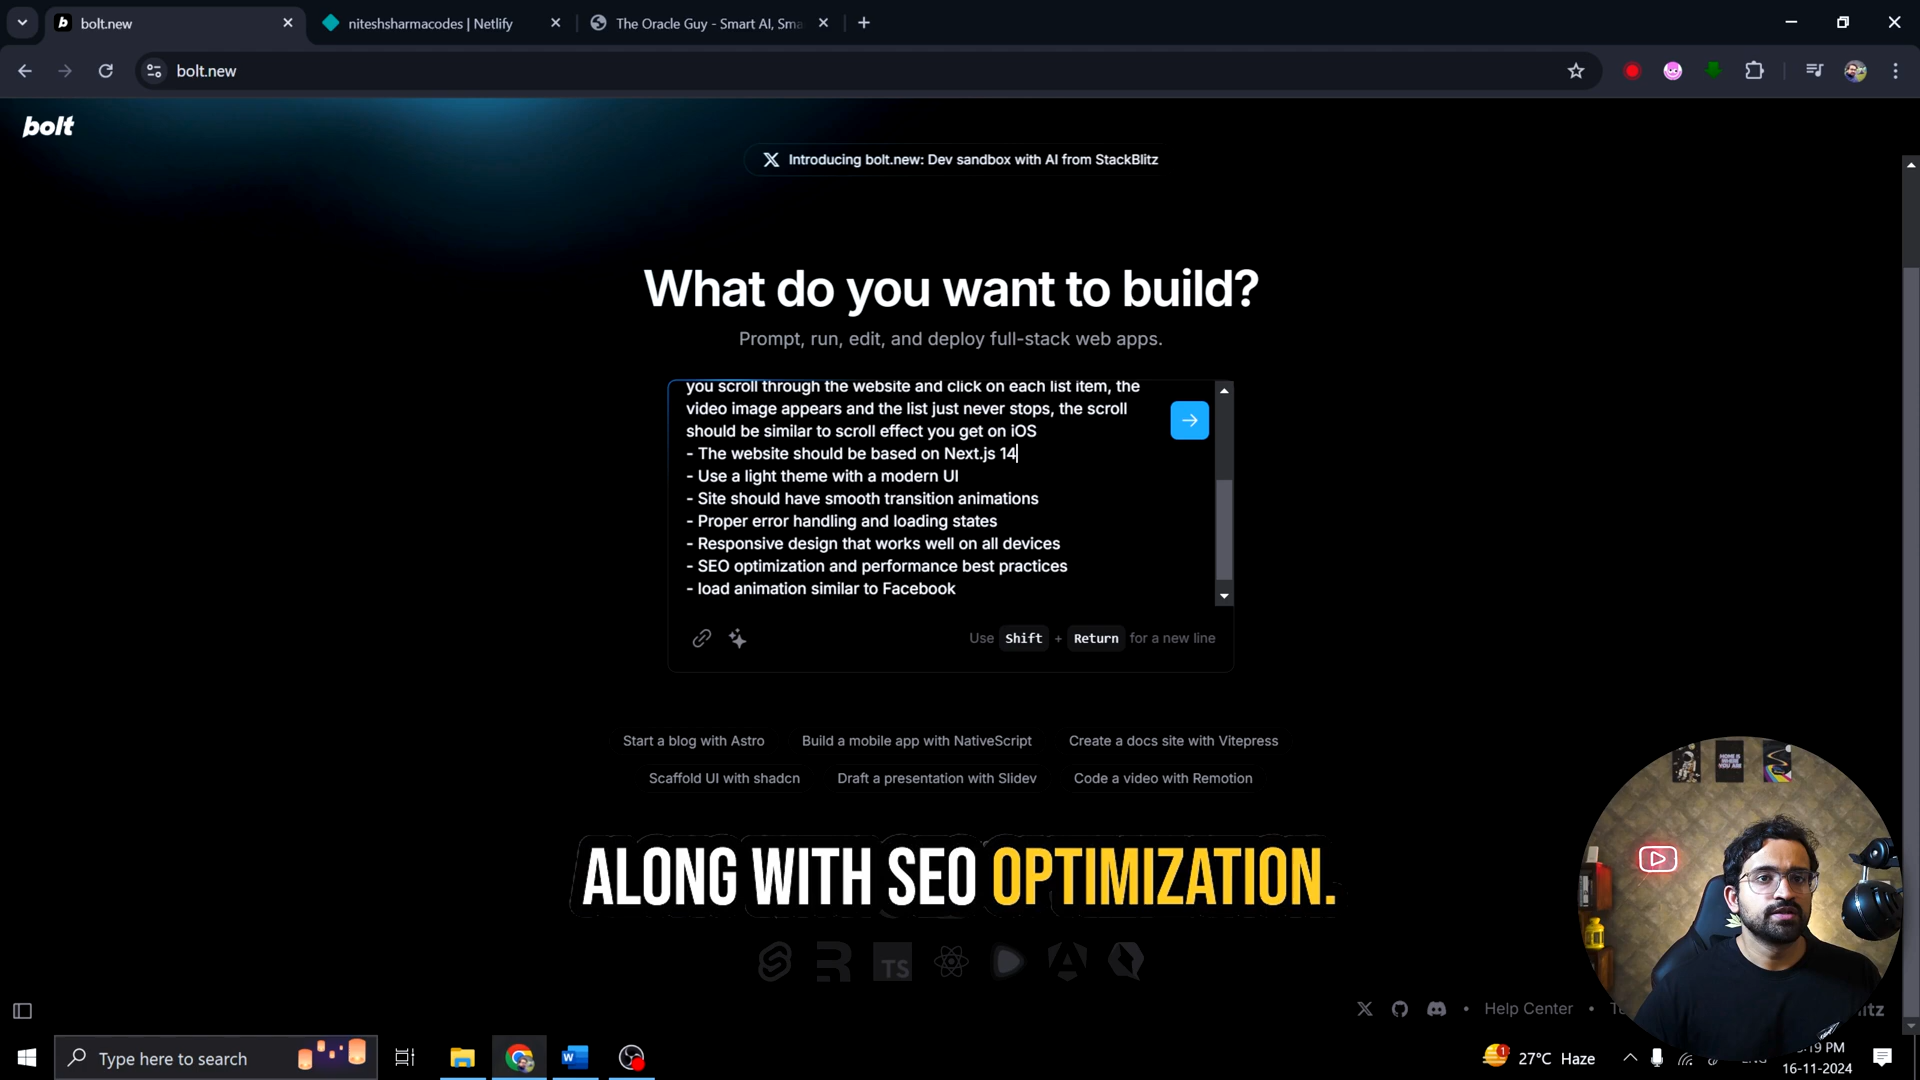 bolt.new
niteshsharmacodes | Netlify
The Oracle Guy - Smart AI, Sma
bolt.new
bolt
Introducing bolt.new: Dev sandbox with AI from StackBlitz
What do you want to build?
Prompt, run, edit, and deploy full-stack web apps.
you scroll through the website and click on each list item, the
video image appears and the list just never stops, the scroll
should be similar to scroll effect you get on iOS
- The website should be based on Next.js 14
- Use a light theme with a modern UI
- Site should have smooth transition animations
- Proper error handling and loading states
- Responsive design that works well on all devices
- SEO optimization and performance best practices
- load animation similar to Facebook
Use Shift + Return for a new line
Start a blog with Astro
Build a mobile app with NativeScript
Create a docs site with Vitepress
Scaffold UI with shadcn
Draft a presentation with Slidev
Code a video with Remotion
ALONG WITH SEO OPTIMIZATION.
TS
• Help Center •
Type here to search
27°C Haze
PM
16-11-2024